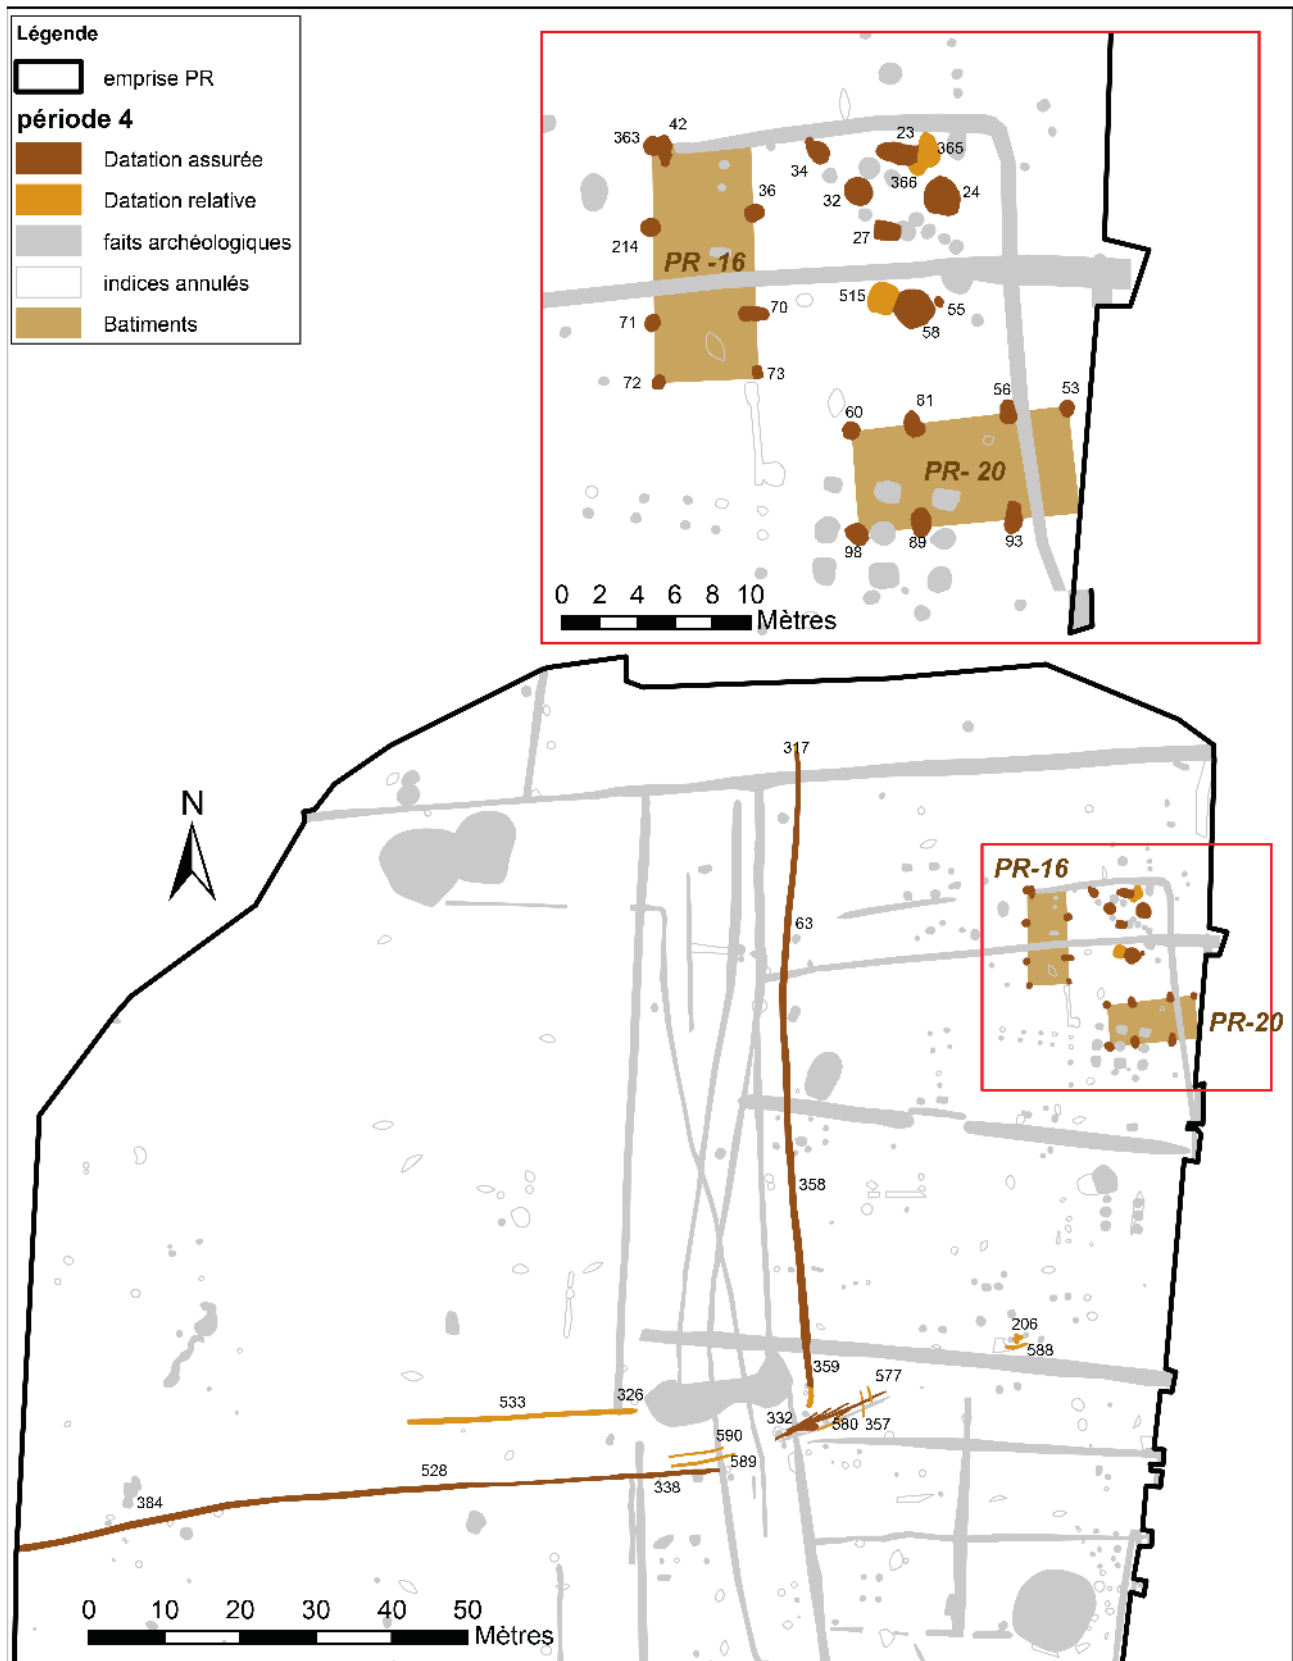 Légende
emprise PR
période 4
Datation assurée
Datation relative
faits archéologiques
indices annulés
Batiments
42
363
23
365
34
366
24
32
36
27
214
PR -16
515
55
70
71
58
72
73
56
53
60
81
PR- 20
98
89
93
0 2 4 6 8 10
Mètres
317
N
PR-16
63
PR-20
358
206
588
359
577
533
326
332
580
357
590
589
528
338
384
0 10 20 30 40 50
Mètres